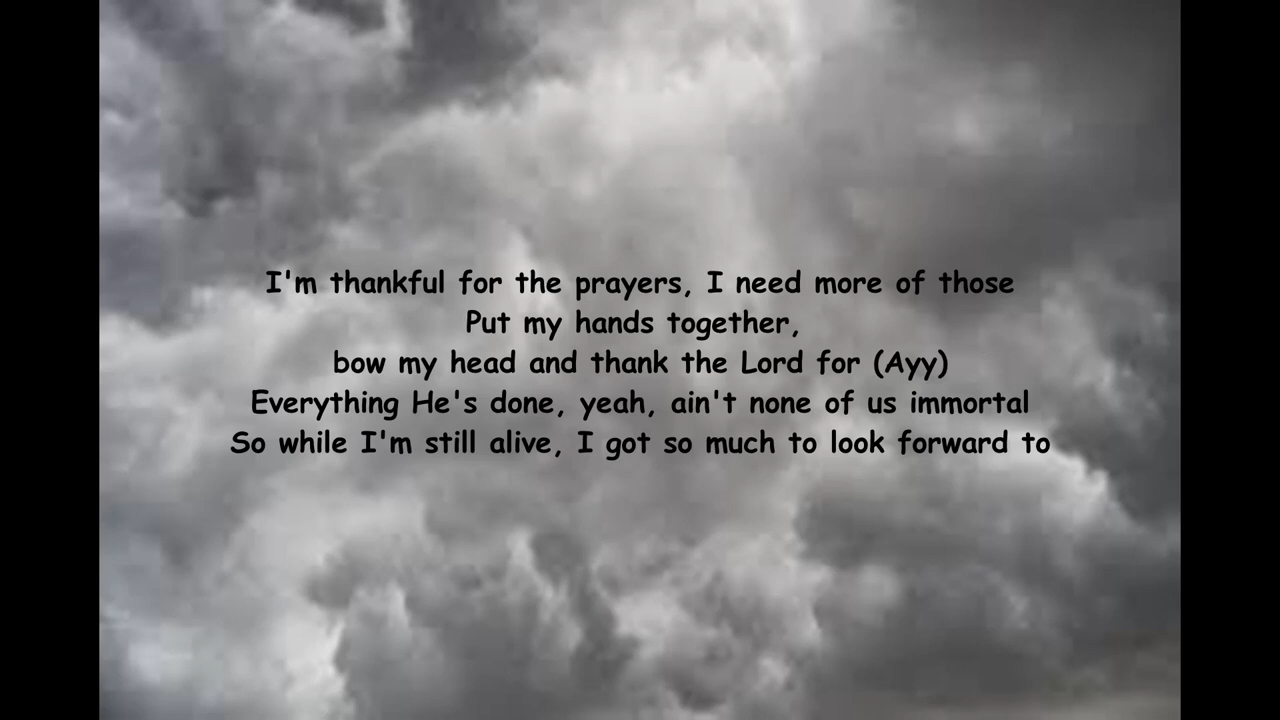 I'm thankful for the prayers, I need more of those
Put my hands together,
bow my head and thank the Lord for (Ayy)
Everything He's done, yeah, ain't none of us immortal
So while I'm still alive, I got so much to look forward to